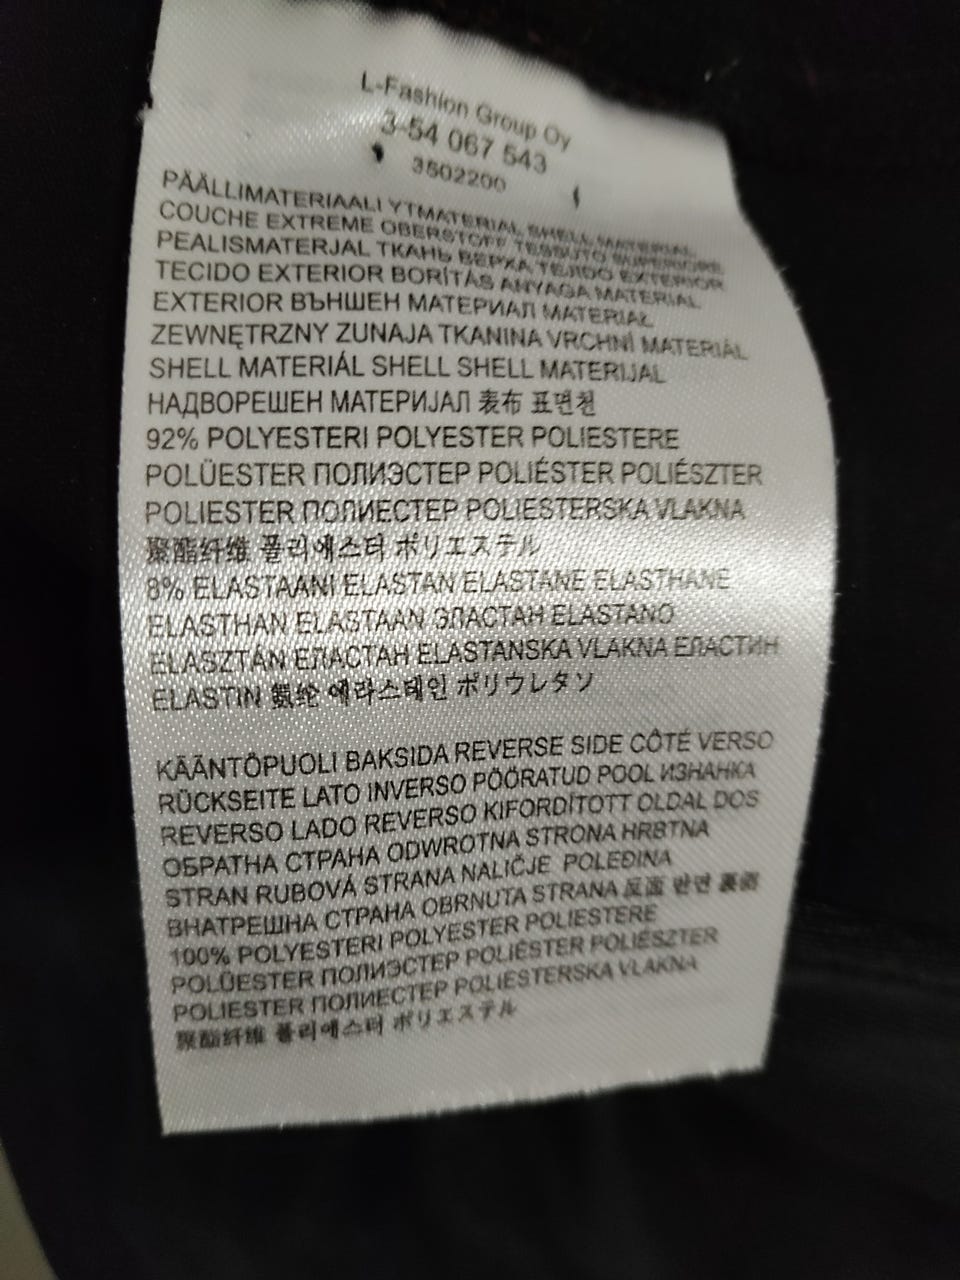 L-Fashion Group Oy
3-54 067 543
3502200
PÄÄLLIMATERIAALI YTMATERIAL SHELL MATERIAL
COUCHE EXTREME OBERSTOFF TESSUTO SUPERIORE
PEALISMATERJAL ТКАНЬ ВЕРХА TEJIDO EXTERIOR
TECIDO EXTERIOR BORÍTÁS ANYAGA MATERIAL
EXTERIOR ВЪНШЕН МАТЕРИАЛ MATERIAŁ
ZEWNĘTRZNY ZUNAJA TKANINA VRCHNÍ MATERIÁL
SHELL MATERIÁL SHELL SHELL MATERIJAL
НАДВОРЕШЕН МАТЕРИЈАЛ 表布 표면천
92% POLYESTERI POLYESTER POLIESTERE
POLÜESTER ПОЛИЭСТЕР POLIÉSTER POLIÉSZTER
POLIESTER ПОЛИЕСТЕР POLIESTERSKA VLAKNA
聚酯纤维 폴리에스터 ポリエステル
8% ELASTAANI ELASTAN ELASTANE ELASTHANE
ELASTHAN ELASTAAN ЭЛАСТАН ELASTANO
ELASZTÁN ЕЛАСТАН ELASTANSKA VLAKNA ЕЛАСТИН
ELASTIN 氨纶 에라스테인 ポリウレタン
KÄÄNTÖPUOLI BAKSIDA REVERSE SIDE CÔTÉ VERSO
RÜCKSEITE LATO INVERSO PÖÖRATUD POOL ИЗНАНКА
REVERSO LADO REVERSO KIFORDÍTOTT OLDAL DOS
ОБРАТНА СТРАНА ODWROTNA STRONA HRBTNA
STRAN RUBOVÁ STRANA NALIČJE POLEĐINA
ВНАТРЕШНА СТРАНА OBRNUTA STRANA 反面 반면 裏側
100% POLYESTERI POLYESTER POLIESTERE
POLÜESTER ПОЛИЭСТЕР POLIÉSTER POLIÉSZTER
POLIESTER ПОЛИЕСТЕР POLIESTERSKA VLAKNA
聚酯纤维 폴리에스터 ポリエステル